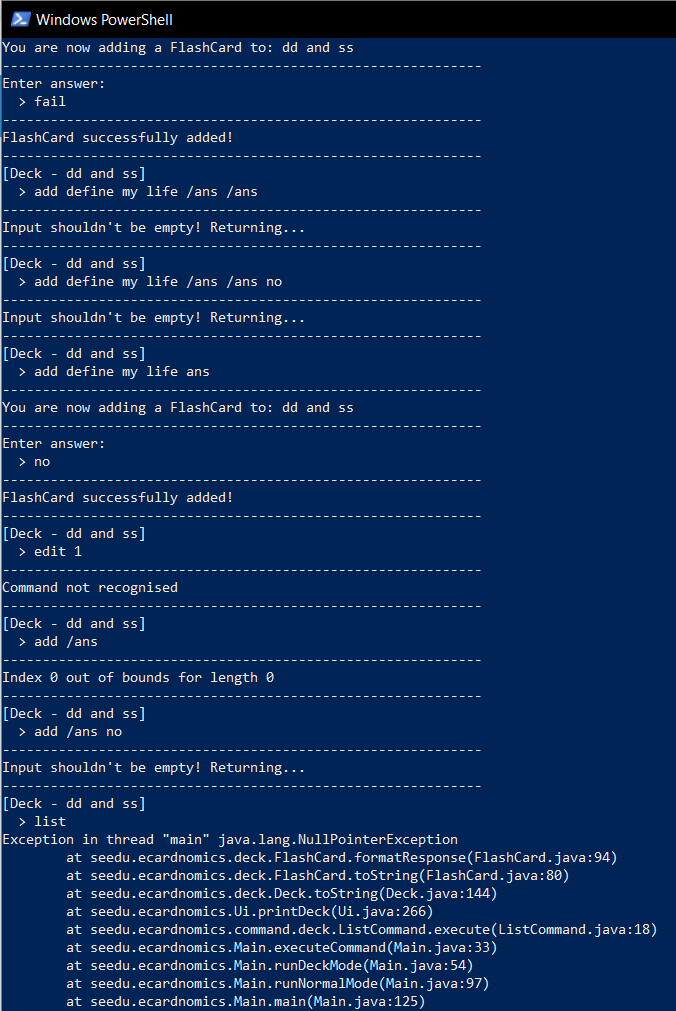 Windows PowerShell
You are now adding a FlashCard to: dd and ss
------------------------------------------------------------
Enter answer:
  > fail
------------------------------------------------------------
FlashCard successfully added!
------------------------------------------------------------
[Deck - dd and ss]
  > add define my life /ans /ans
------------------------------------------------------------
Input shouldn't be empty! Returning...
------------------------------------------------------------
[Deck - dd and ss]
  > add define my life /ans /ans no
------------------------------------------------------------
Input shouldn't be empty! Returning...
------------------------------------------------------------
[Deck - dd and ss]
  > add define my life ans
------------------------------------------------------------
You are now adding a FlashCard to: dd and ss
------------------------------------------------------------
Enter answer:
  > no
------------------------------------------------------------
FlashCard successfully added!
------------------------------------------------------------
[Deck - dd and ss]
  > edit 1
------------------------------------------------------------
Command not recognised
------------------------------------------------------------
[Deck - dd and ss]
  > add /ans
------------------------------------------------------------
Index 0 out of bounds for length 0
------------------------------------------------------------
[Deck - dd and ss]
  > add /ans no
------------------------------------------------------------
Input shouldn't be empty! Returning...
------------------------------------------------------------
[Deck - dd and ss]
  > list
Exception in thread "main" java.lang.NullPointerException
        at seedu.ecardnomics.deck.FlashCard.formatResponse(FlashCard.java:94)
        at seedu.ecardnomics.deck.FlashCard.toString(FlashCard.java:80)
        at seedu.ecardnomics.deck.Deck.toString(Deck.java:144)
        at seedu.ecardnomics.Ui.printDeck(Ui.java:266)
        at seedu.ecardnomics.command.deck.ListCommand.execute(ListCommand.java:18)
        at seedu.ecardnomics.Main.executeCommand(Main.java:33)
        at seedu.ecardnomics.Main.runDeckMode(Main.java:54)
        at seedu.ecardnomics.Main.runNormalMode(Main.java:97)
        at seedu.ecardnomics.Main.main(Main.java:125)